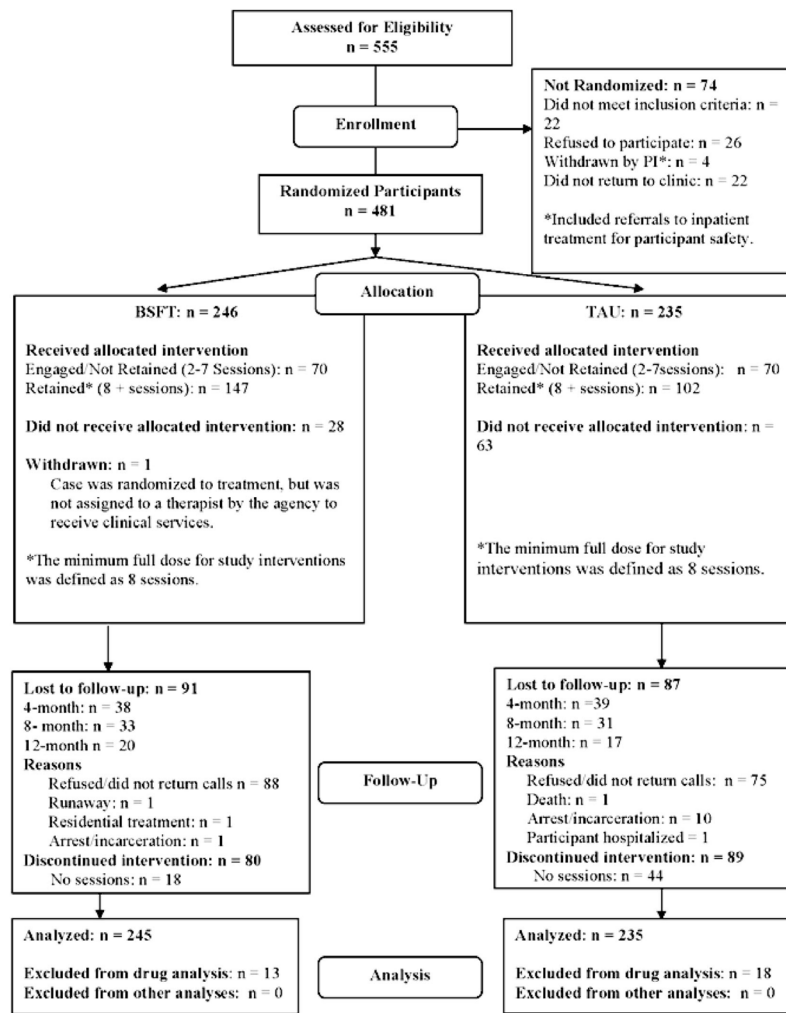 Assessed for Eligibility
n = 555
Not Randomized: n = 74
Did not meet inclusion criteria: n =
22
Refused to participate: n = 26
Withdrawn by PI*: n = 4
Did not return to clinic: n = 22
*Included referrals to inpatient
treatment for participant safety.
Enrollment
Randomized Participants
n = 481
Allocation
BSFT: n = 246
Received allocated intervention
Engaged/Not Retained (2-7 Sessions): n = 70
Retained* (8 + sessions): n = 147
Did not receive allocated intervention: n = 28
Withdrawn: n = 1
Case was randomized to treatment, but was
not assigned to a therapist by the agency to
receive clinical services.
*The minimum full dose for study interventions
was defined as 8 sessions.
TAU: n = 235
Received allocated intervention
Engaged/Not Retained (2-7sessions): n = 70
Retained* (8 + sessions): n = 102
Did not receive allocated intervention: n =
63
*The minimum full dose for study
interventions was defined as 8 sessions.
Lost to follow-up: n = 91
4-month: n = 38
8- month: n = 33
12-month n = 20
Reasons
Refused/did not return calls n = 88
Runaway: n = 1
Residential treatment: n = 1
Arrest/incarceration: n = 1
Discontinued intervention: n = 80
No sessions: n = 18
Follow-Up
Lost to follow-up: n = 87
4-month: n =39
8-month: n = 31
12-month: n = 17
Reasons
Refused/did not return calls: n = 75
Death: n = 1
Arrest/incarceration: n = 10
Participant hospitalized = 1
Discontinued intervention: n = 89
No sessions: n = 44
Analyzed: n = 245
Excluded from drug analysis: n = 13
Excluded from other analyses: n = 0
Analysis
Analyzed: n = 235
Excluded from drug analysis: n = 18
Excluded from other analyses: n = 0